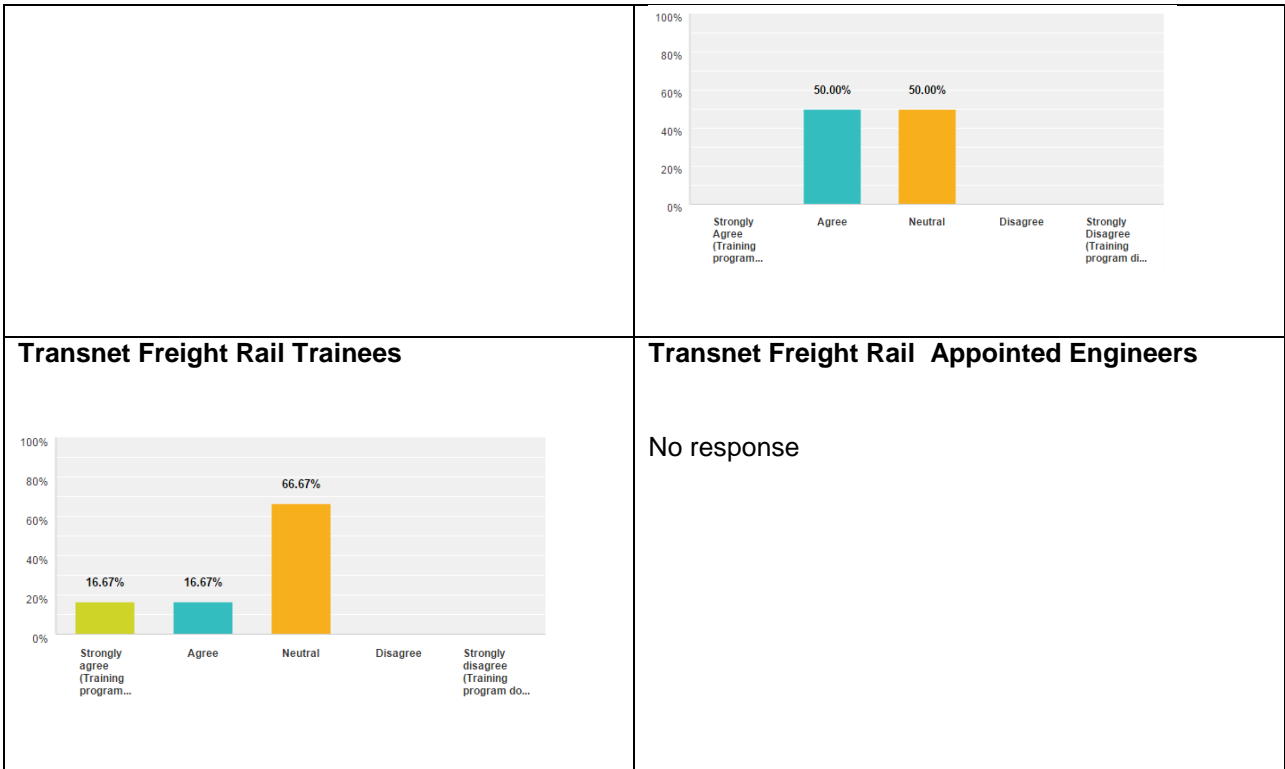 100%
80%
60%
40%
20%
0%
50.00%
50.00%
Strongly
Agree
(Training
program...
Agree
Neutral
Disagree
Strongly
Disagree
(Training
program di...
Transnet Freight Rail Trainees
100%
80%
60%
40%
20%
0%
16.67%
16.67%
66.67%
Strongly
agree
(Training
program...
Agree
Neutral
Disagree
Strongly
disagree
(Training
program do...
Transnet Freight Rail  Appointed Engineers
No response